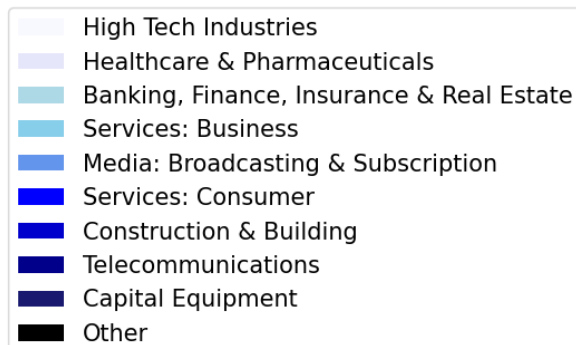 High Tech Industries
Healthcare & Pharmaceuticals
Banking, Finance, Insurance & Real Estate
Services: Business
Media: Broadcasting & Subscription
Services: Consumer
Construction & Building
Telecommunications
Capital Equipment
Other